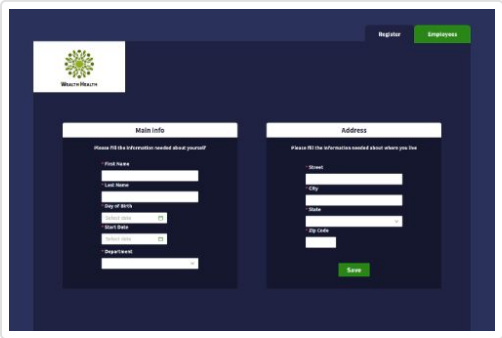 Register
Employees
Wealth Health
Main Info
Please fill the information needed about yourself
* First Name
* Last Name
* Day of Birth
Select date
* Start Date
Select date
* Department
Address
Please fill the information needed about where you live
* Street
* City
* State
* Zip Code
Save